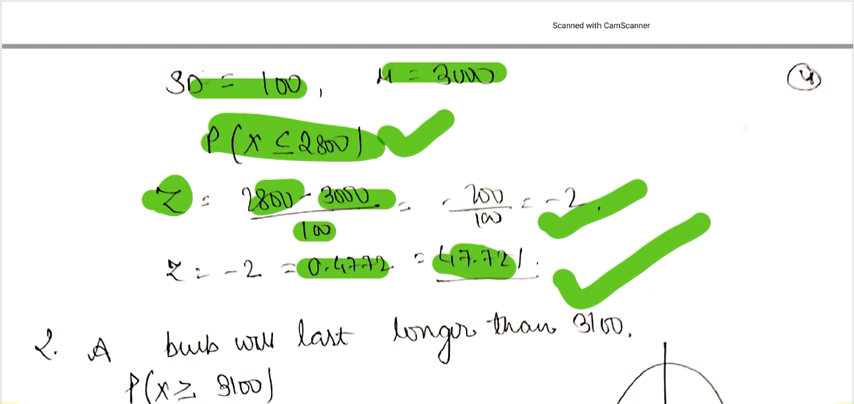 Scanned with CamScanner
SD = 100, μ = 3000
4
P(x ≤ 2800)
Z = 2800 - 3000 / 100 = -200 / 100 = -2.
Z = -2 = 0.4772 = 47.72%.
2. A bulb will last longer than 3100.
P(x ≥ 3100)